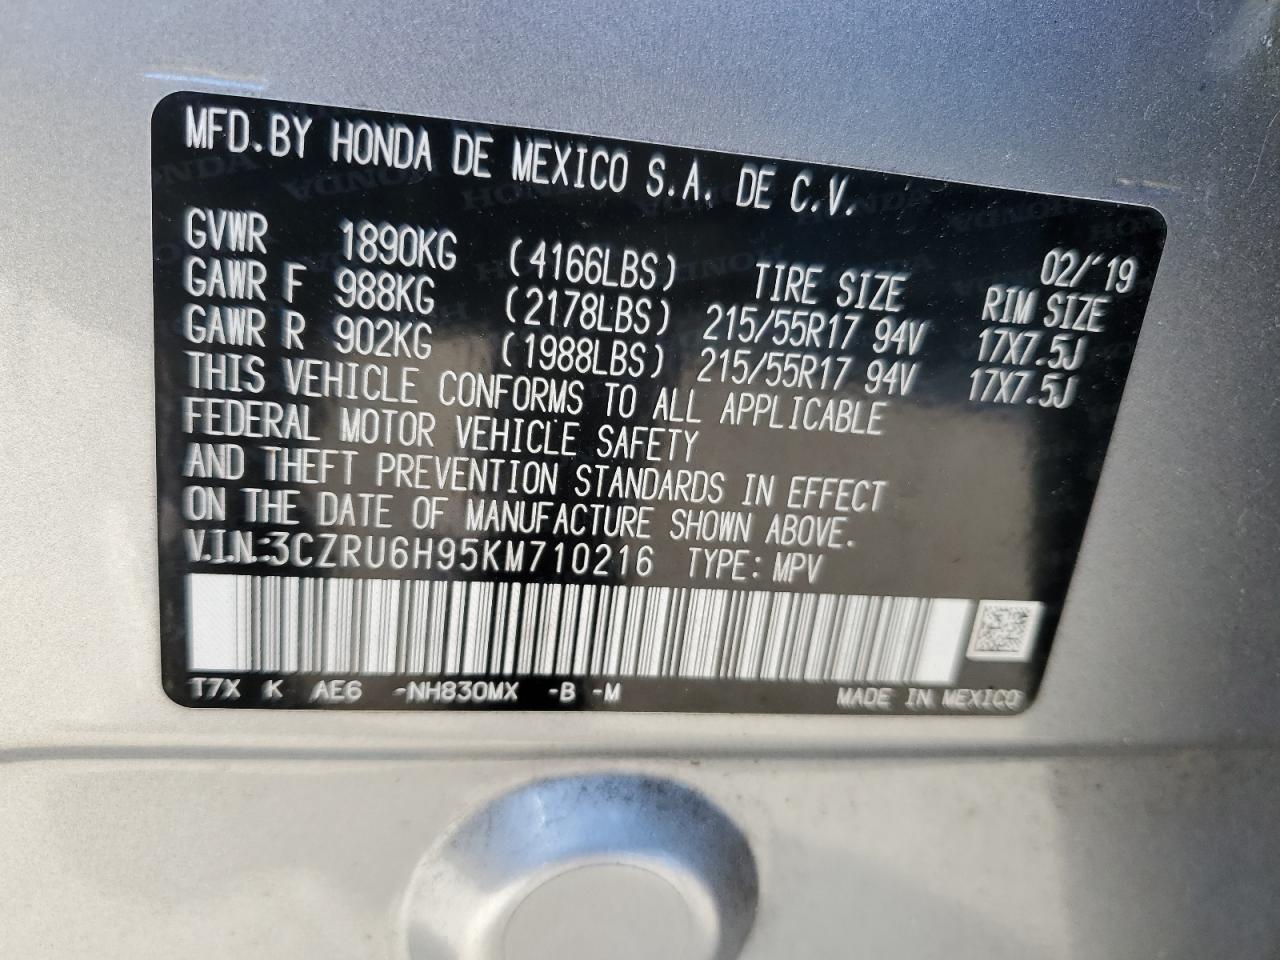 MFD.BY HONDA DE MEXICO S.A. DE C.V.
02/'19
GVWR 1890KG (4166LBS) TIRE SIZE RIM SIZE
GAWR F 988KG (2178LBS) 215/55R17 94V 17X7.5J
GAWR R 902KG (1988LBS) 215/55R17 94V 17X7.5J
THIS VEHICLE CONFORMS TO ALL APPLICABLE
FEDERAL MOTOR VEHICLE SAFETY
AND THEFT PREVENTION STANDARDS IN EFFECT
ON THE DATE OF MANUFACTURE SHOWN ABOVE.
V.I.N.:3CZRU6H95KM710216 TYPE: MPV
T7X K AE6 -NH830MX -B -M MADE IN MEXICO